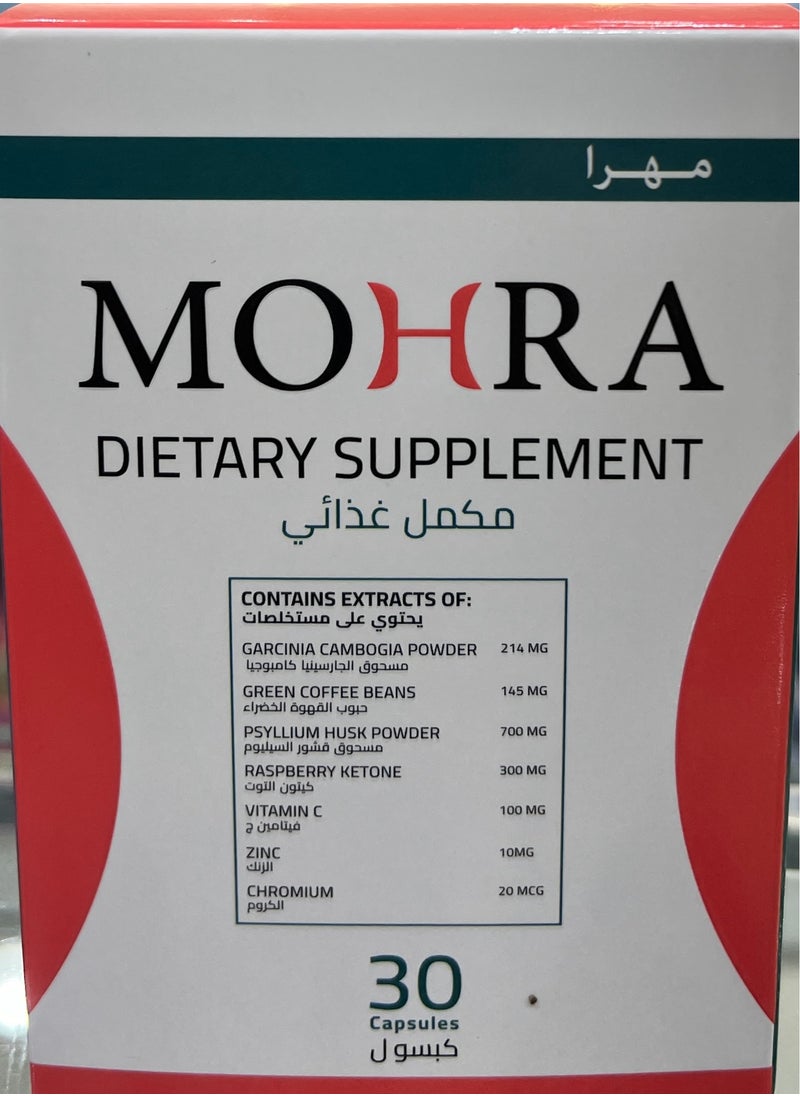 مهرا
MOHRA
DIETARY SUPPLEMENT
مكمل غذائي
CONTAINS EXTRACTS OF:
يحتوي على مستخلصات
GARCINIA CAMBOGIA POWDER 214 MG
مسحوق الجارسينيا كامبوجيا
GREEN COFFEE BEANS 145 MG
حبوب القهوة الخضراء
PSYLLIUM HUSK POWDER 700 MG
مسحوق قشور السيليوم
RASPBERRY KETONE 300 MG
كيتون التوت
VITAMIN C 100 MG
فيتامين ج
ZINC 10MG
الزنك
CHROMIUM 20 MCG
الكروم
30
Capsules
كبسول